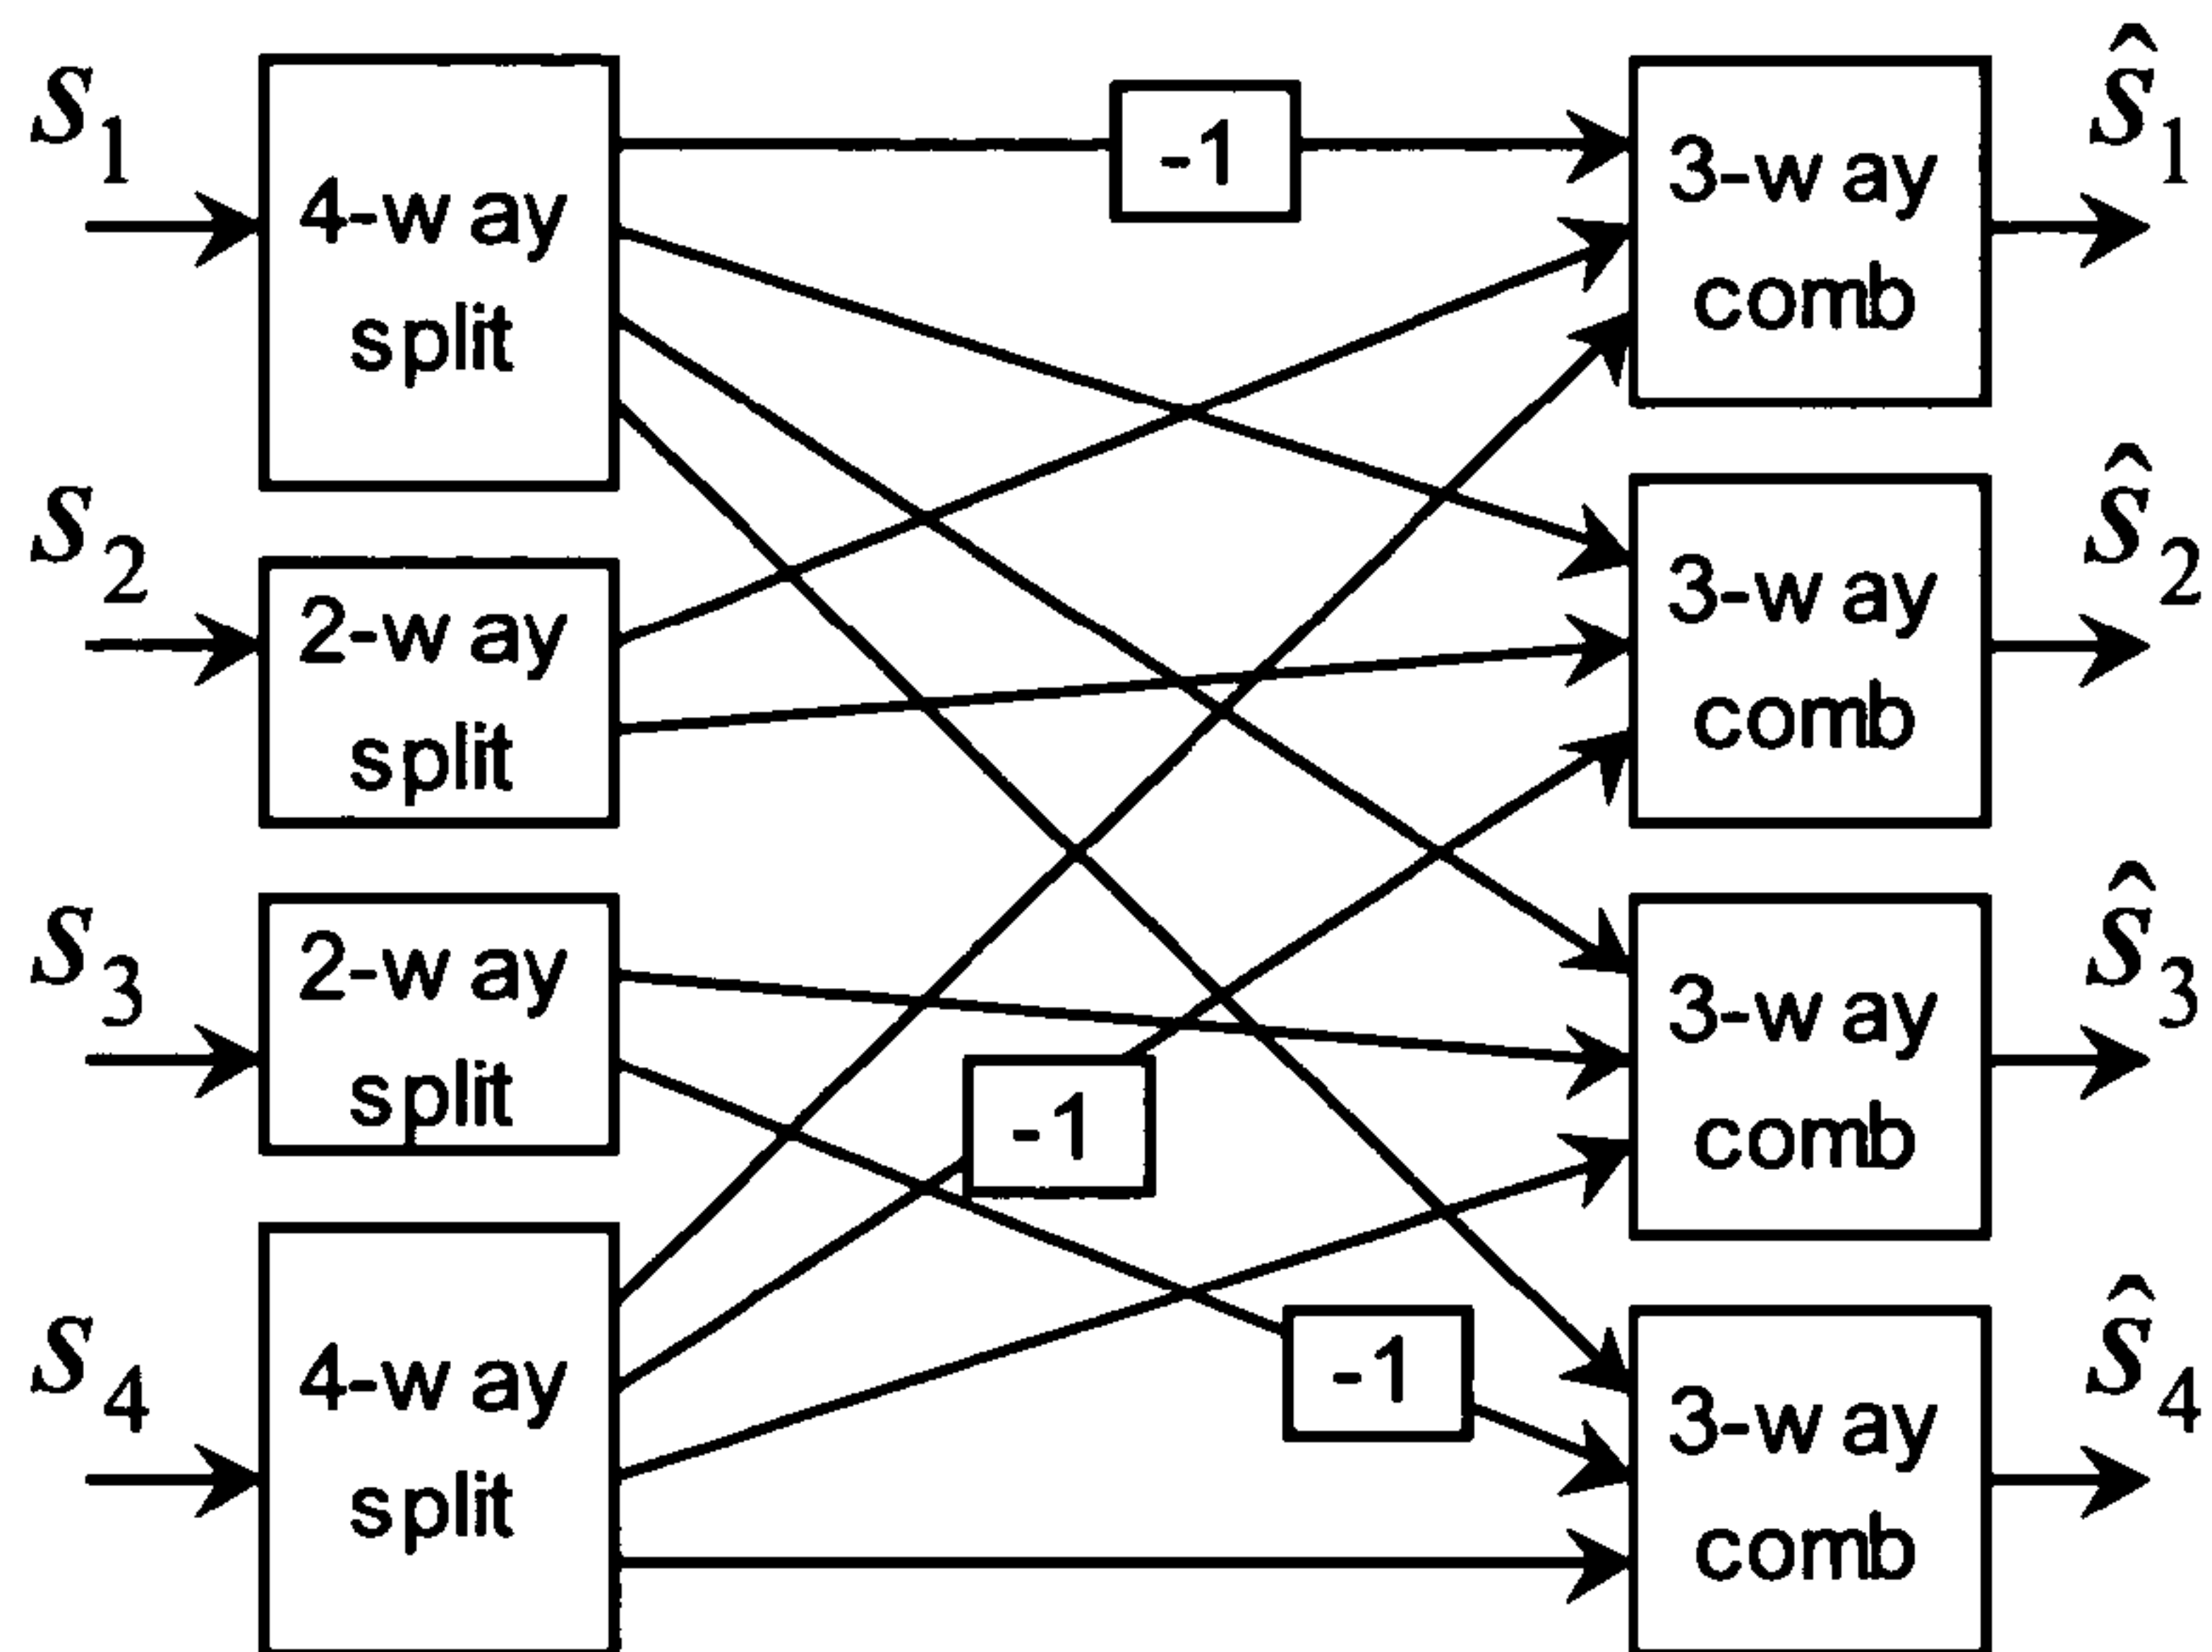 s1
4-way
split
-1
3-way
comb
ŝ1
s2
2-way
split
3-way
comb
ŝ2
s3
2-way
split
-1
3-way
comb
ŝ3
s4
4-way
split
-1
3-way
comb
ŝ4